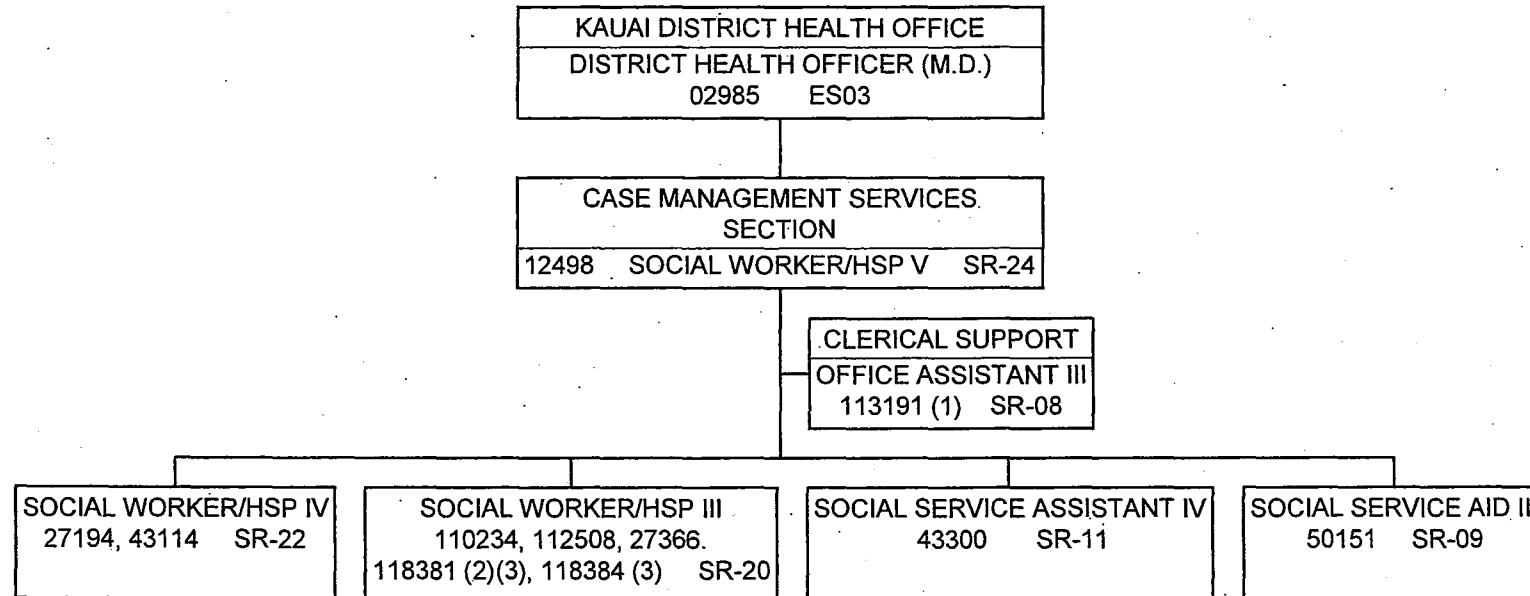 KAUAI DISTRICT HEALTH OFFICE
DISTRICT HEALTH OFFICER (M.D.)
02985 ES03
CASE MANAGEMENT SERVICES
SECTION
12498 SOCIAL WORKER/HSP V SR-24
CLERICAL SUPPORT
OFFICE ASSISTANT III
113191 (1) SR-08
SOCIAL WORKER/HSP IV
27194, 43114 SR-22
SOCIAL WORKER/HSP III
110234, 112508, 27366.
118381 (2)(3), 118384 (3) SR-20
SOCIAL SERVICE ASSISTANT IV
43300 SR-11
SOCIAL SERVICE AID
50151 SR-09